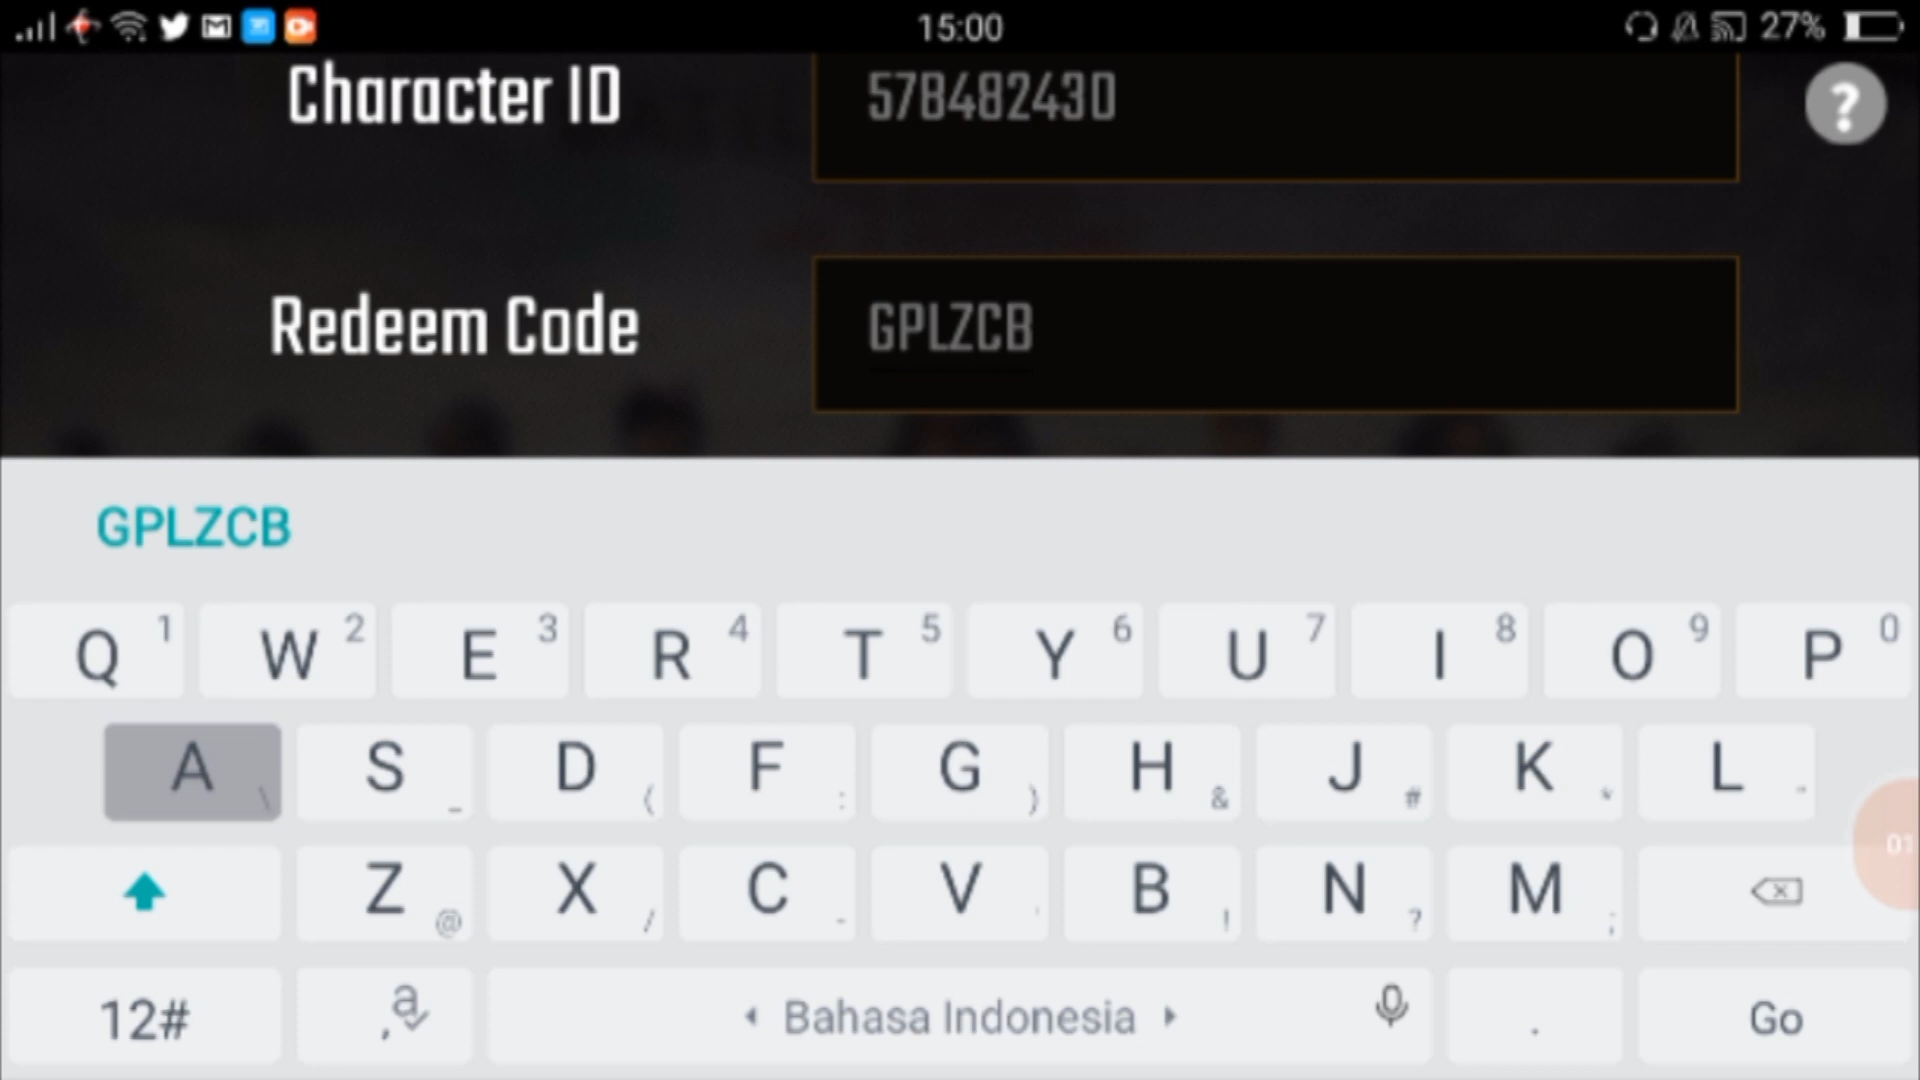 15:00
27%
Character ID
578482430
?
Redeem Code
GPLZCB
GPLZCB
Q 1 W 2 E 3 R 4 T 5 Y 6 U 7 I 8 O 9 P 0
A \ S _ D ( F : G ) H & J # K * L
01
Z @ X / C - V ' B ! N ? M ;
12# , a Bahasa Indonesia . Go